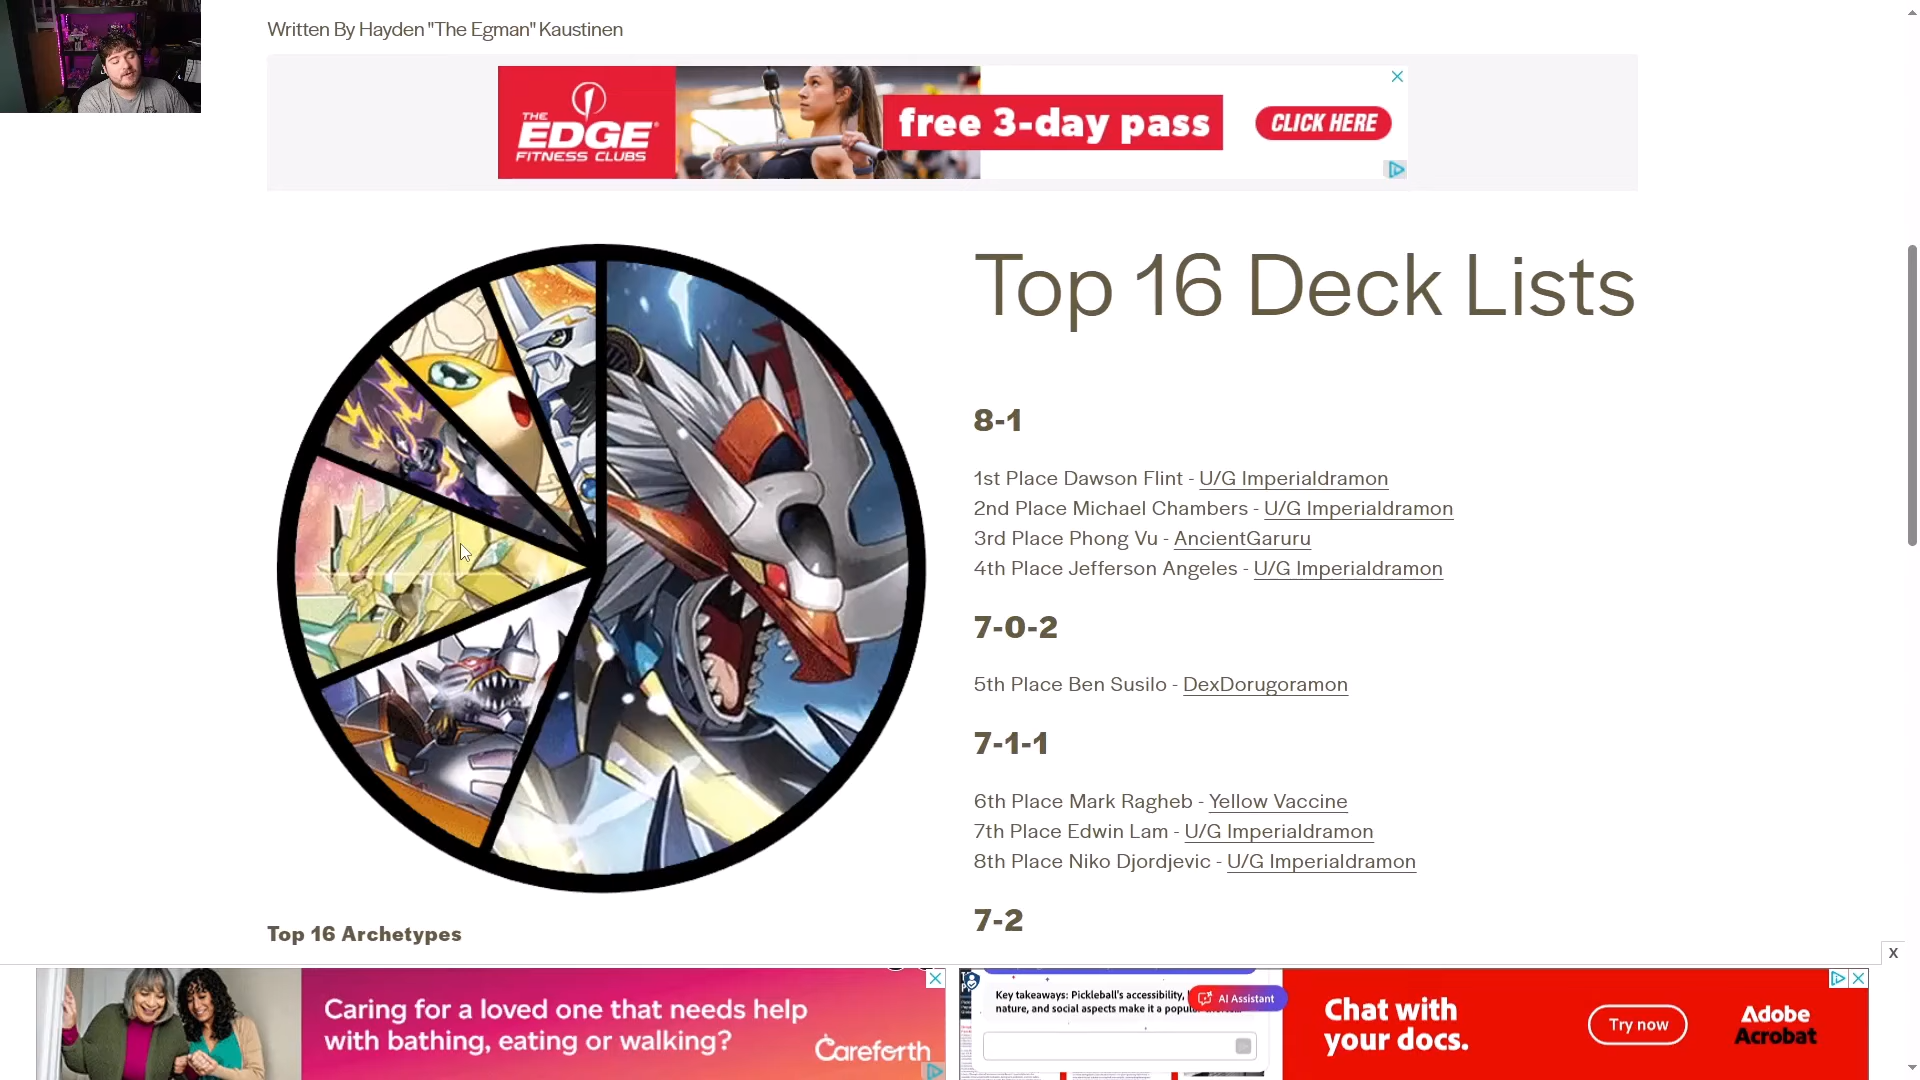 Written By Hayden "The Egman" Kaustinen
THE
EDGE
FITNESS CLUBS
free 3-day pass
CLICK HERE
Top 16 Deck Lists
8-1
1st Place Dawson Flint - U/G Imperialdramon
2nd Place Michael Chambers - U/G Imperialdramon
3rd Place Phong Vu - AncientGaruru
4th Place Jefferson Angeles - U/G Imperialdramon
7-0-2
5th Place Ben Susilo - DexDorugoramon
7-1-1
6th Place Mark Ragheb - Yellow Vaccine
7th Place Edwin Lam - U/G Imperialdramon
8th Place Niko Djordjevic - U/G Imperialdramon
7-2
Top 16 Archetypes
X
Caring for a loved one that needs help
with bathing, eating or walking?
Careforth
Key takeaways: Pickleball's accessibility,
nature, and social aspects make it a
AI Assistant
Chat with
your docs.
Try now
Adobe
Acrobat